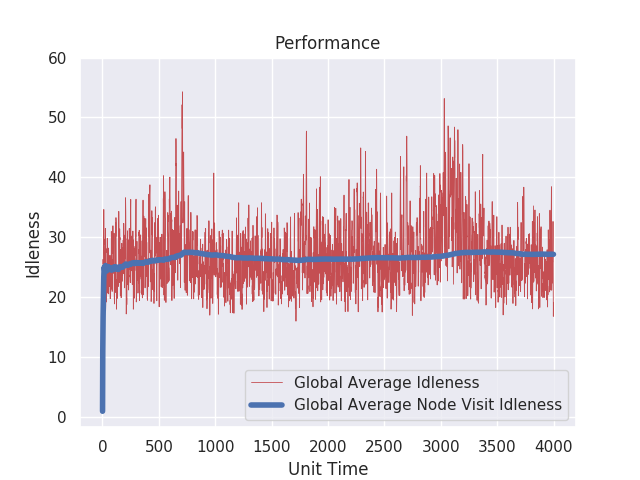 Performance
60
50
40
30
20
10
0
Idleness
0 500 1000 1500 2000 2500 3000 3500 4000
Unit Time
Global Average Idleness
Global Average Node Visit Idleness